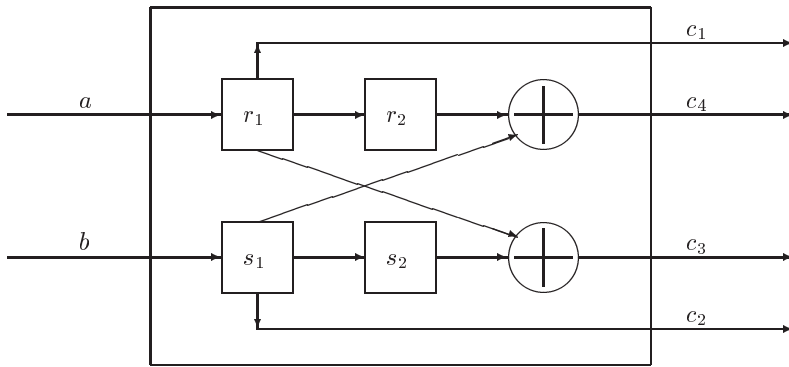 c₁
a
r₁
r₂
c₄
b
s₁
s₂
c₃
c₂